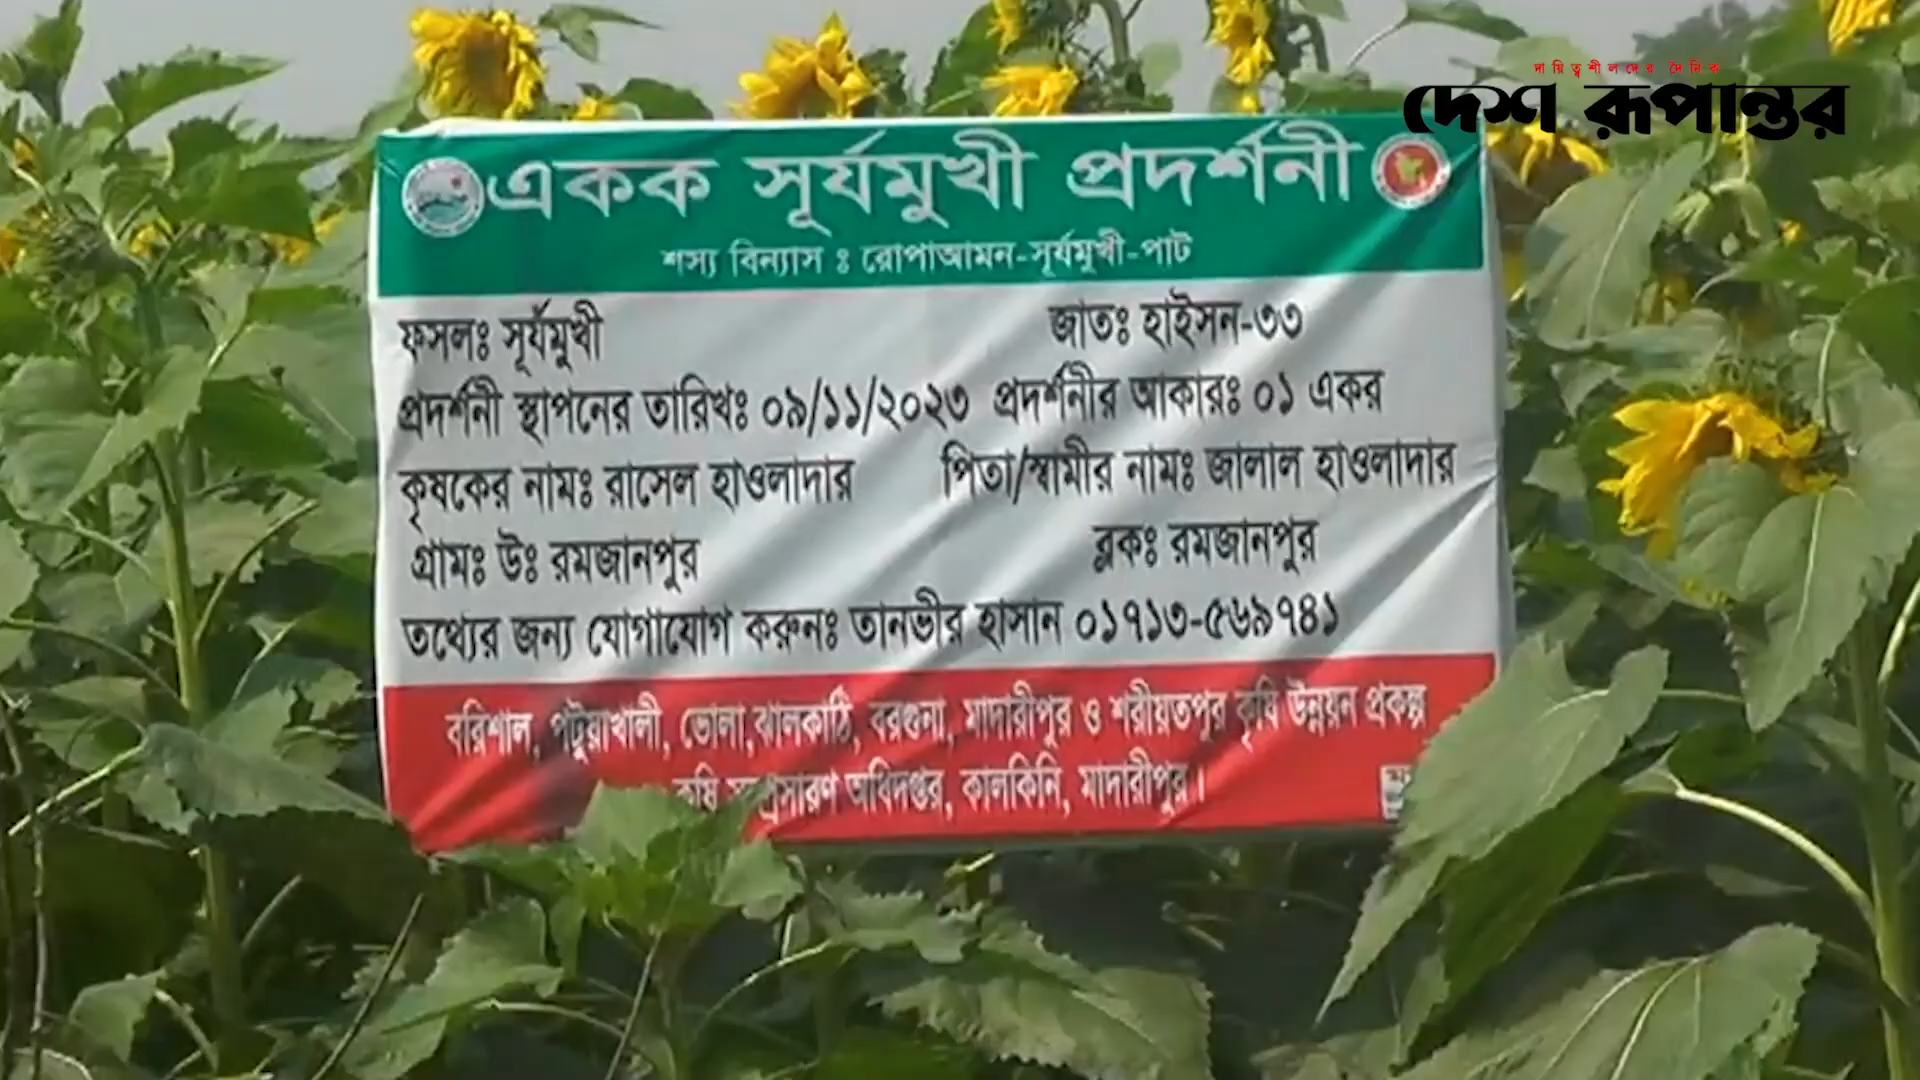 দায়িত্বশীলদের দৈনিক
দেশ রূপান্তর
একক সূর্যমুখী প্রদর্শনী
শস্য বিন্যাস ঃ রোপাআমন-সূর্যমুখী-পাট
ফসলঃ সূর্যমুখী জাতঃ হাইসন-৩৩
প্রদর্শনী স্থাপনের তারিখঃ ০৯/১১/২০২৩ প্রদর্শনীর আকারঃ ০১ একর
কৃষকের নামঃ রাসেল হাওলাদার পিতা/স্বামীর নামঃ জালাল হাওলাদার
গ্রামঃ উঃ রমজানপুর ব্লকঃ রমজানপুর
তথ্যের জন্য যোগাযোগ করুনঃ তানভীর হাসান ০১৭১৩-৫৬৯৭৪১
বরিশাল, পটুয়াখালী, ভোলা,ঝালকাঠি, বরগুনা, মাদারীপুর ও শরীয়তপুর কৃষি উন্নয়ন প্রকল্প
কৃষি সম্প্রসারণ অধিদপ্তর, কালকিনি, মাদারীপুর।